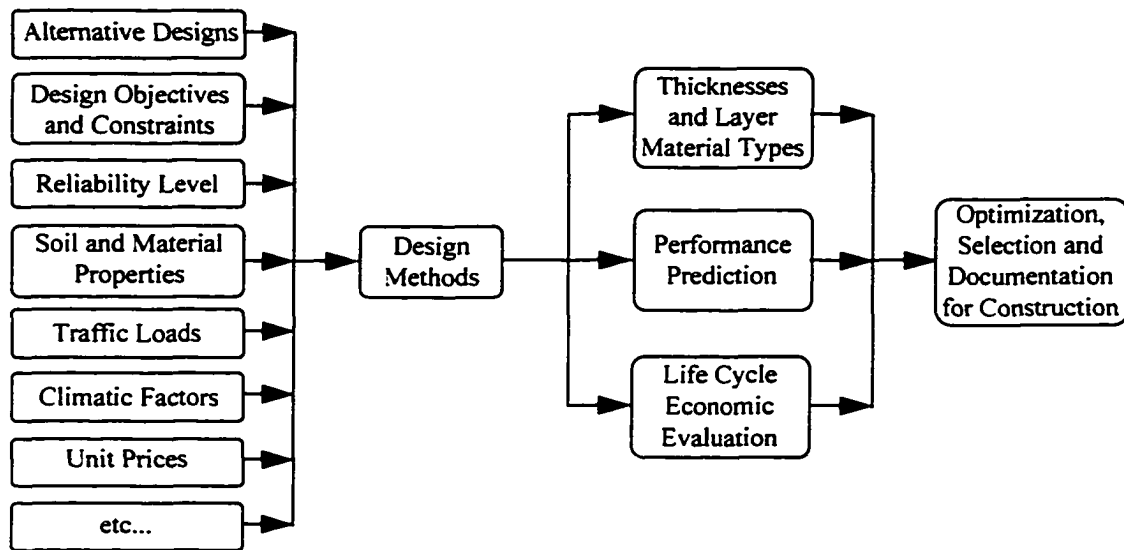 Alternative Designs
Design Objectives
and Constraints
Reliability Level
Soil and Material
Properties
Traffic Loads
Climatic Factors
Unit Prices
etc...
Design
Methods
Thicknesses
and Layer
Material Types
Performance
Prediction
Life Cycle
Economic
Evaluation
Optimization,
Selection and
Documentation
for Construction